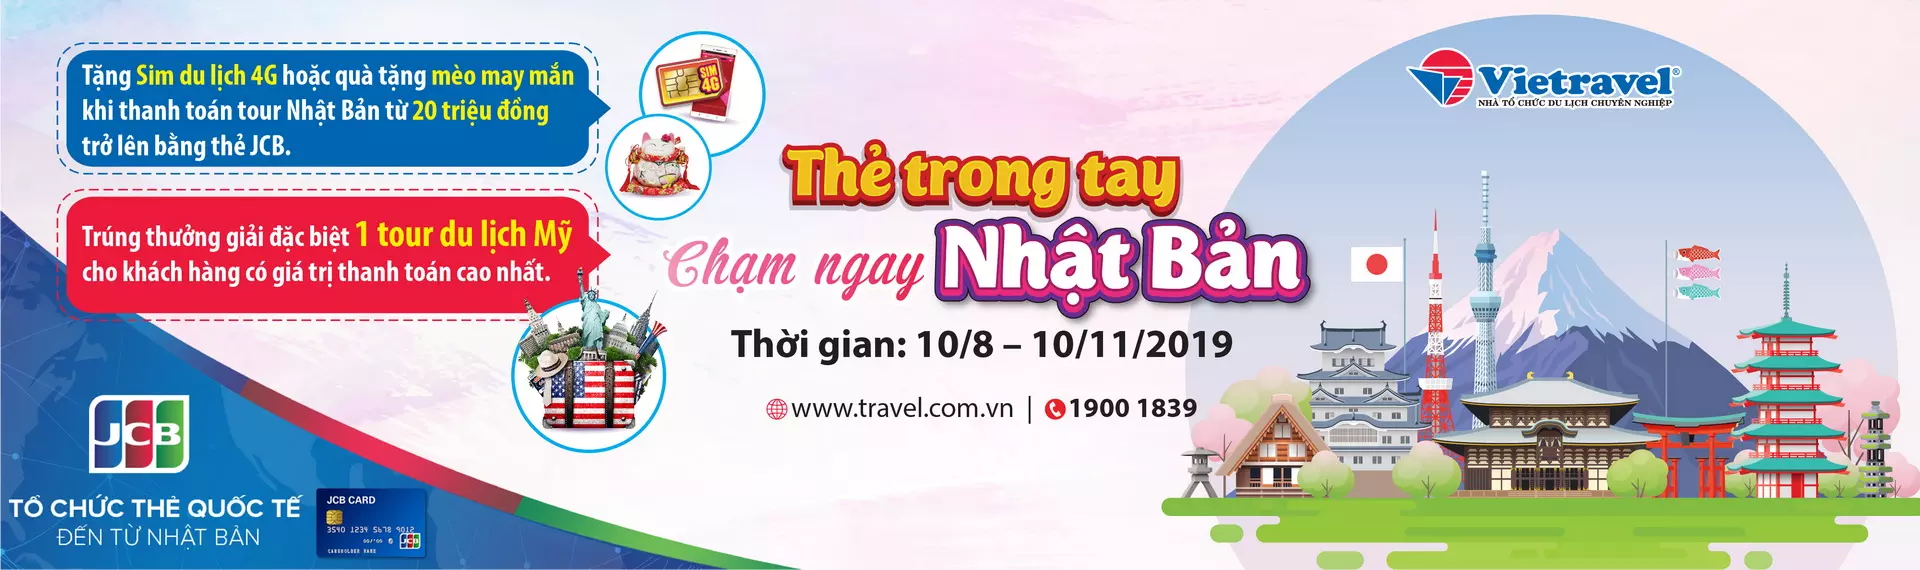 Tặng Sim du lịch 4G hoặc quà tặng mèo may mắn
khi thanh toán tour Nhật Bản từ 20 triệu đồng
trở lên bằng thẻ JCB.
SIM
4G
Trúng thưởng giải đặc biệt 1 tour du lịch Mỹ
cho khách hàng có giá trị thanh toán cao nhất.
JCB
TỔ CHỨC THẺ QUỐC TẾ
ĐẾN TỪ NHẬT BẢN
JCB CARD
3540 1234 5678 9012
00/00
JCB
CARDHOLDER NAME
Thẻ trong tay
Chạm ngay Nhật Bản
Thời gian: 10/8 – 10/11/2019
www.travel.com.vn | 1900 1839
Vietravel®
NHÀ TỔ CHỨC DU LỊCH CHUYÊN NGHIỆP